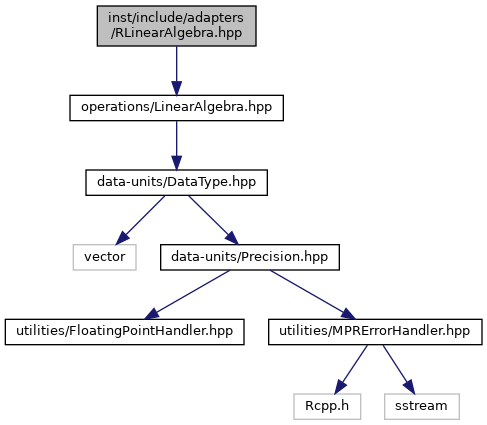 inst/include/adapters
/RLinearAlgebra.hpp
operations/LinearAlgebra.hpp
data-units/DataType.hpp
vector
data-units/Precision.hpp
utilities/FloatingPointHandler.hpp
utilities/MPRErrorHandler.hpp
Rcpp.h
sstream